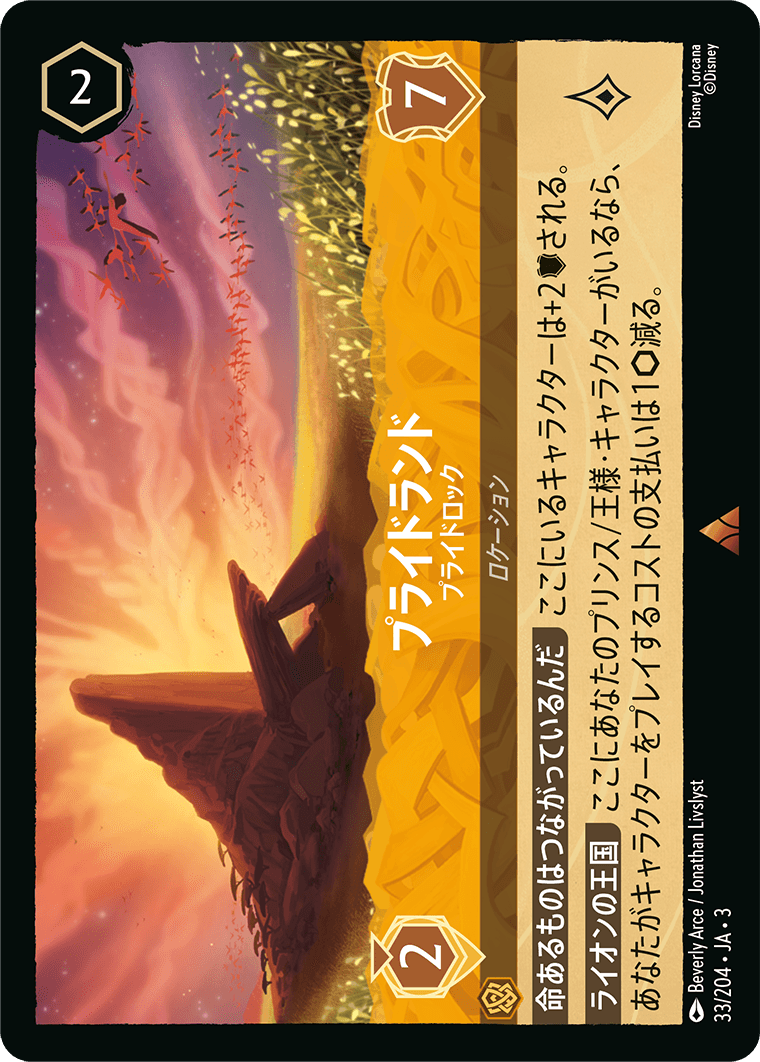 2
7
プライドランド
プライドロック
2
ロケーション
命あるものはつながっているんだ ここにいるキャラクターは+2される。
ライオンの王国 ここにあなたのプリンス/王様・キャラクターがいるなら、
あなたがキャラクターをプレイするコストの支払いは1減る。
Beverly Arce / Jonathan Livslyst
33/204 • JA • 3
Disney Lorcana
©Disney